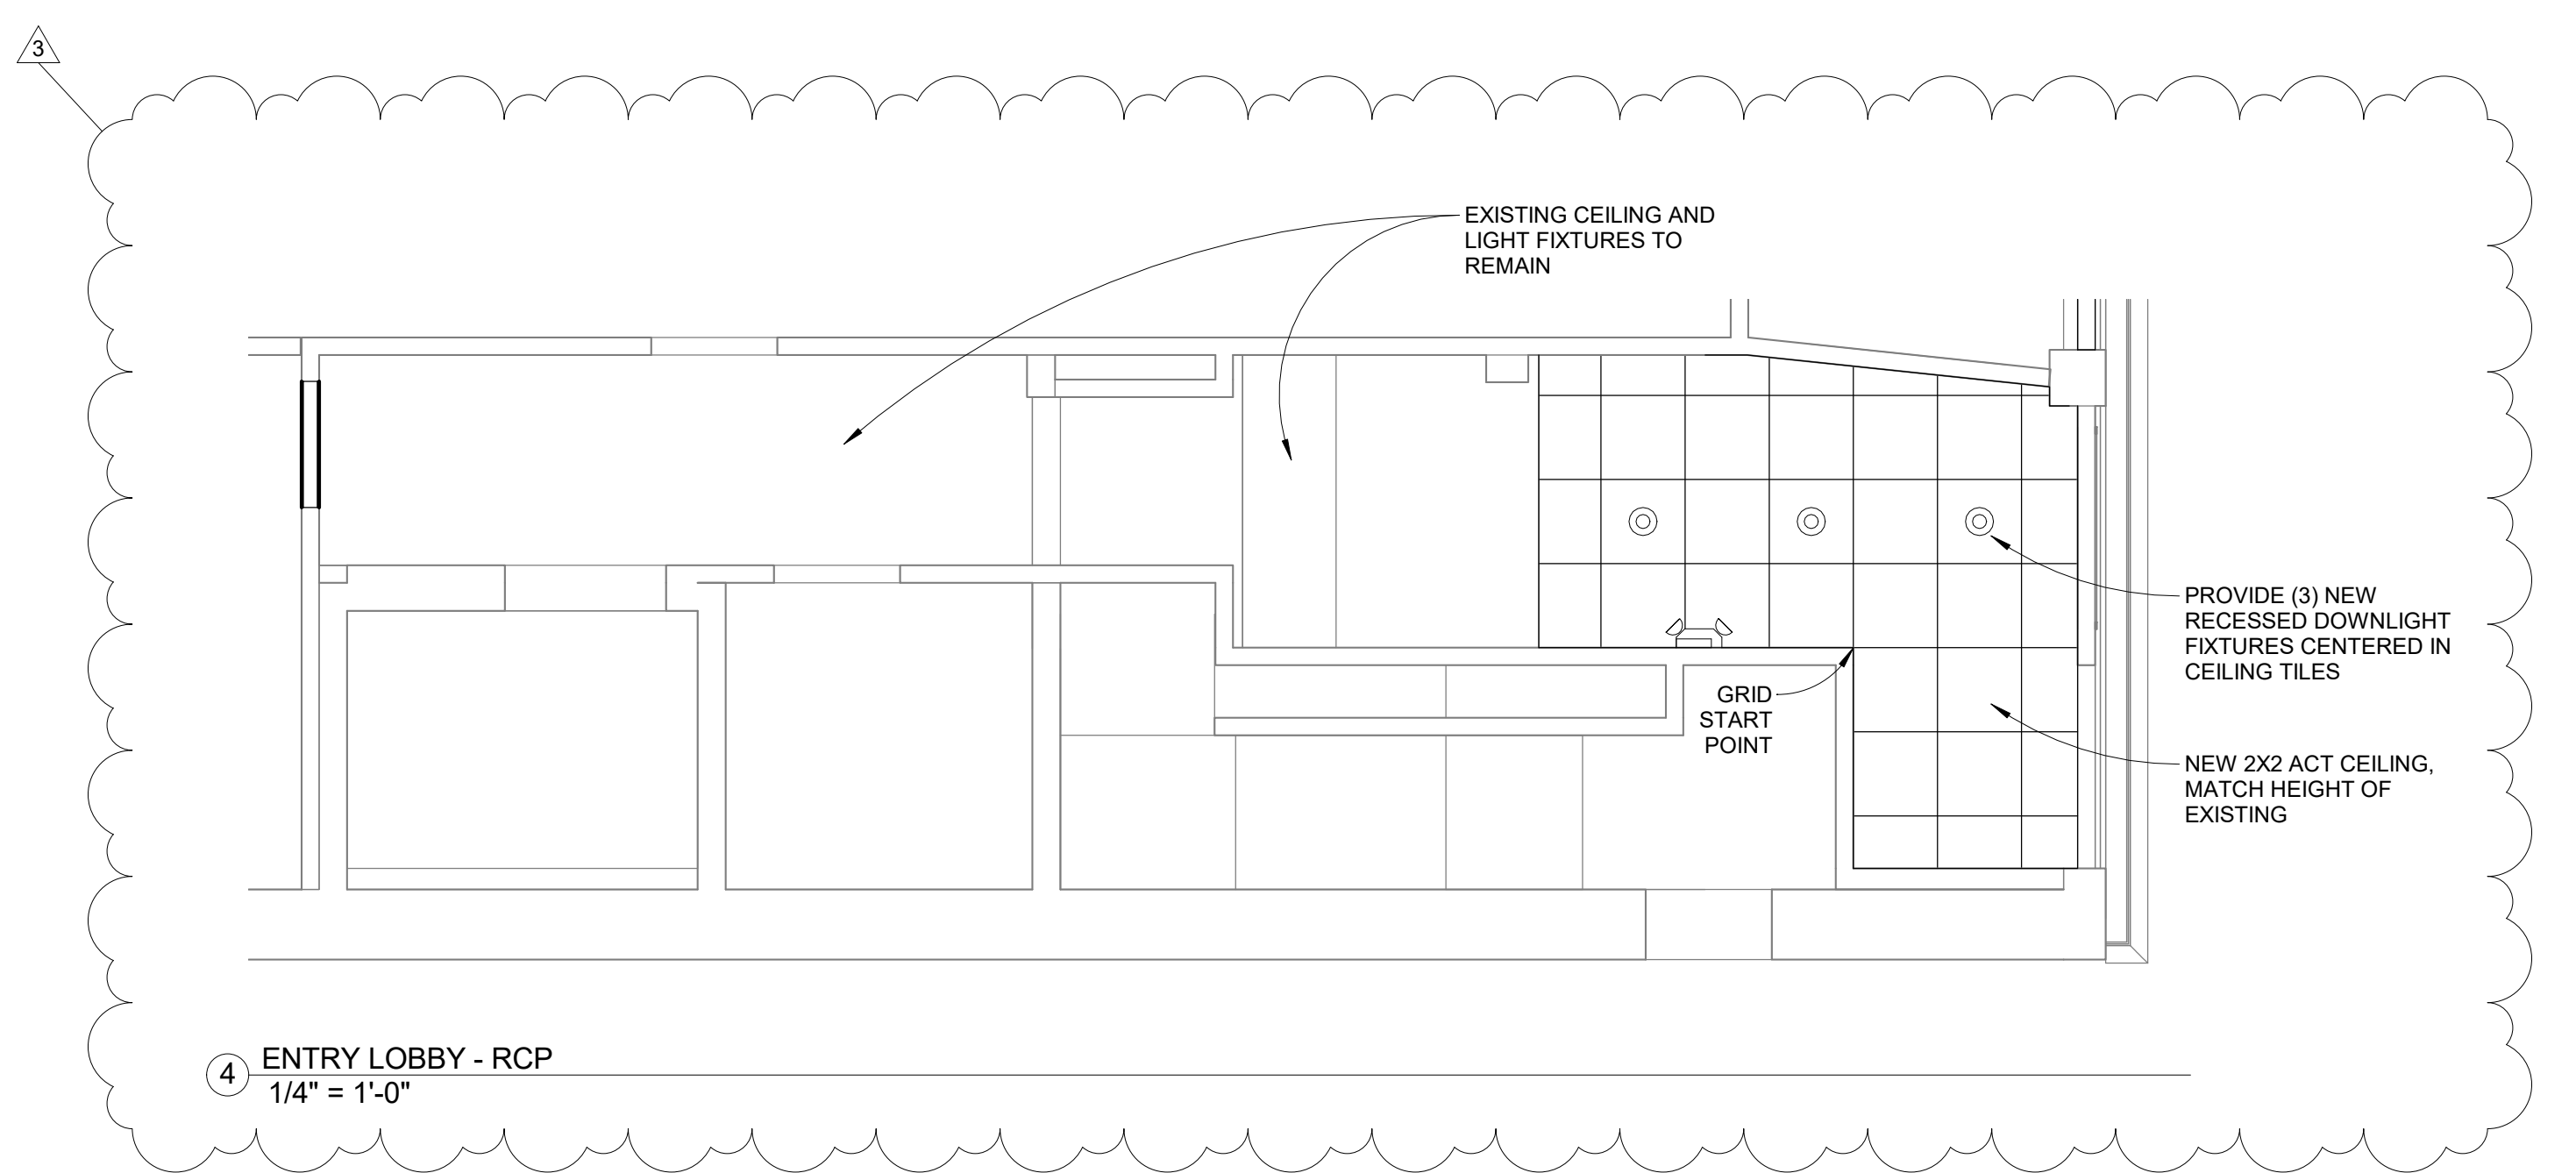 3
EXISTING CEILING AND
LIGHT FIXTURES TO
REMAIN
PROVIDE (3) NEW
RECESSED DOWNLIGHT
FIXTURES CENTERED IN
CEILING TILES
GRID
START
POINT
NEW 2X2 ACT CEILING,
MATCH HEIGHT OF
EXISTING
4
ENTRY LOBBY - RCP
1/4" = 1'-0"